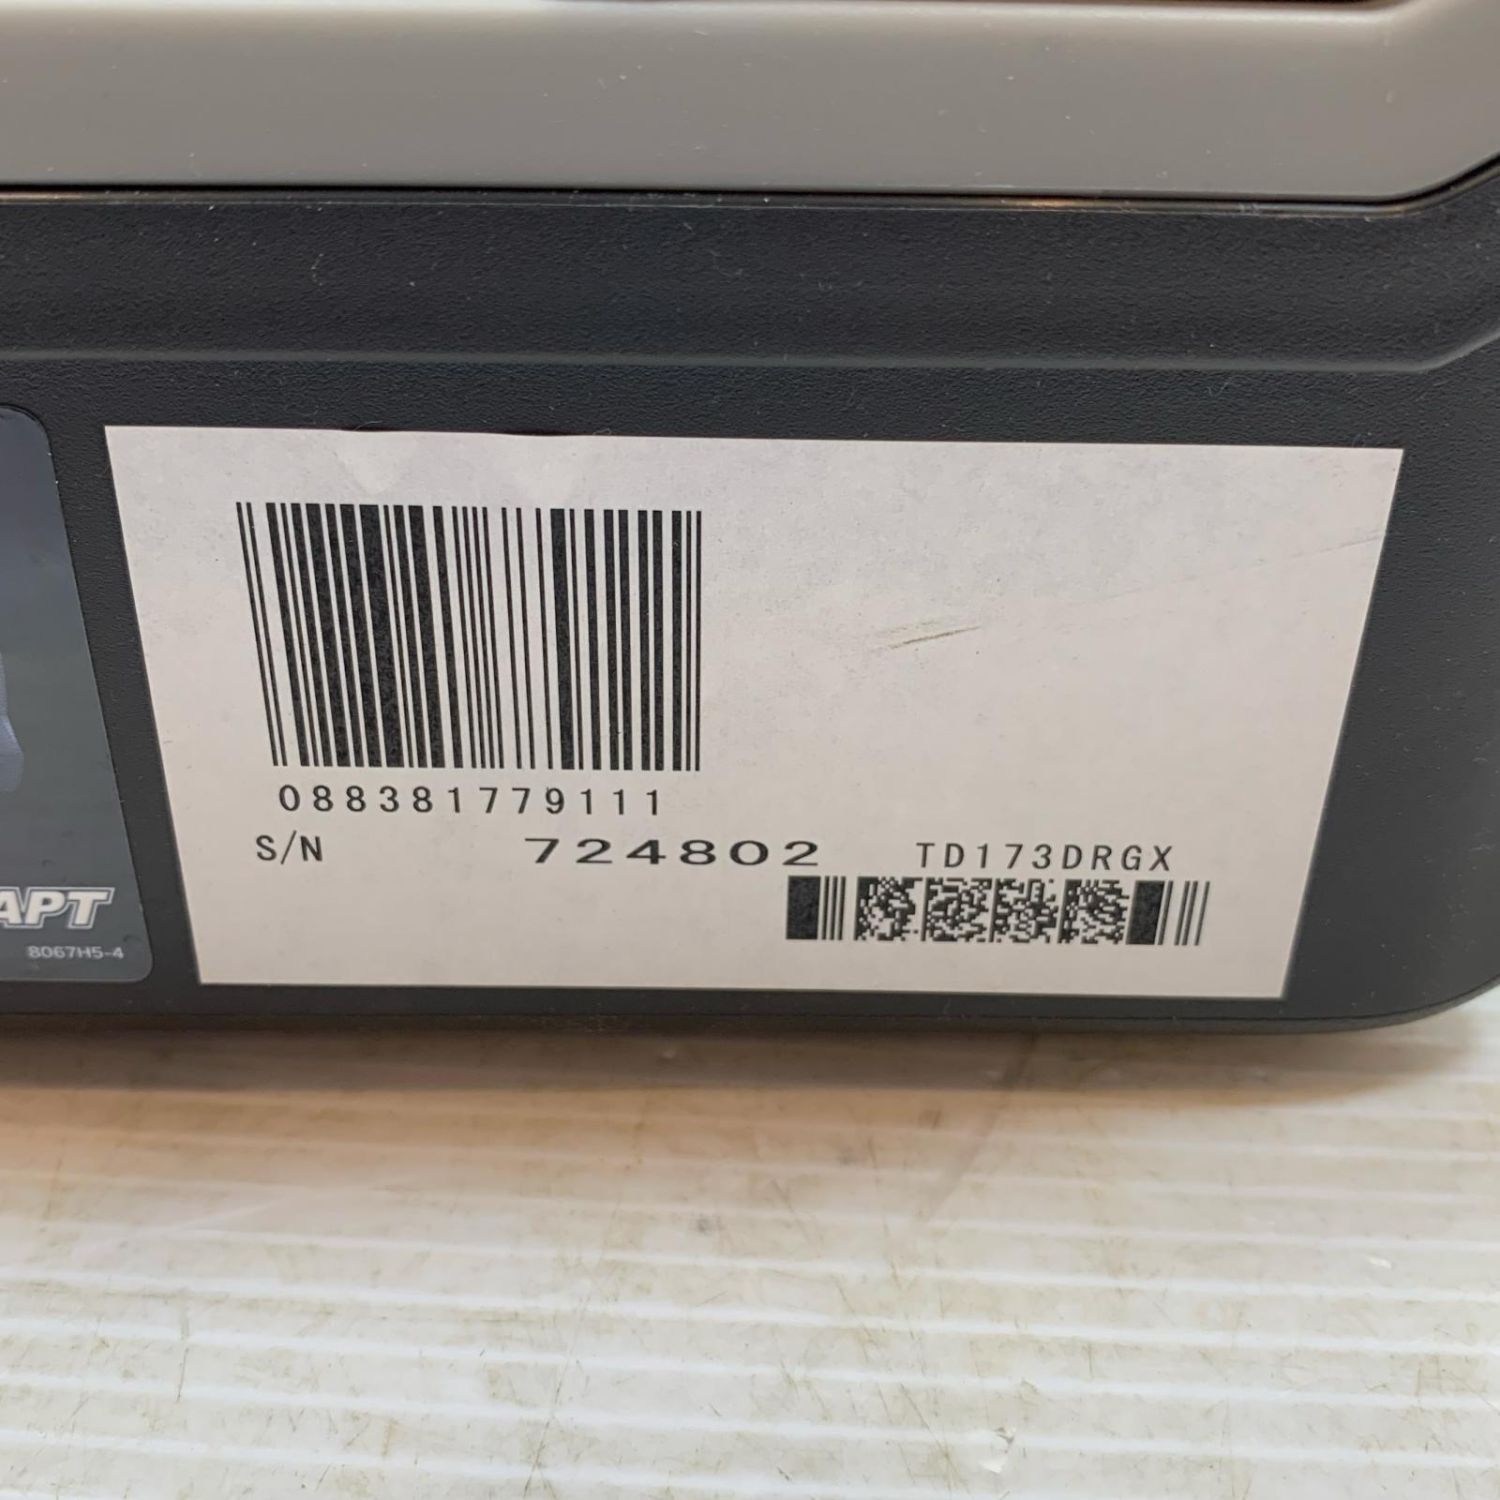 088381779111
S/N 724802 TD173DRGX
APT
8067H5-4